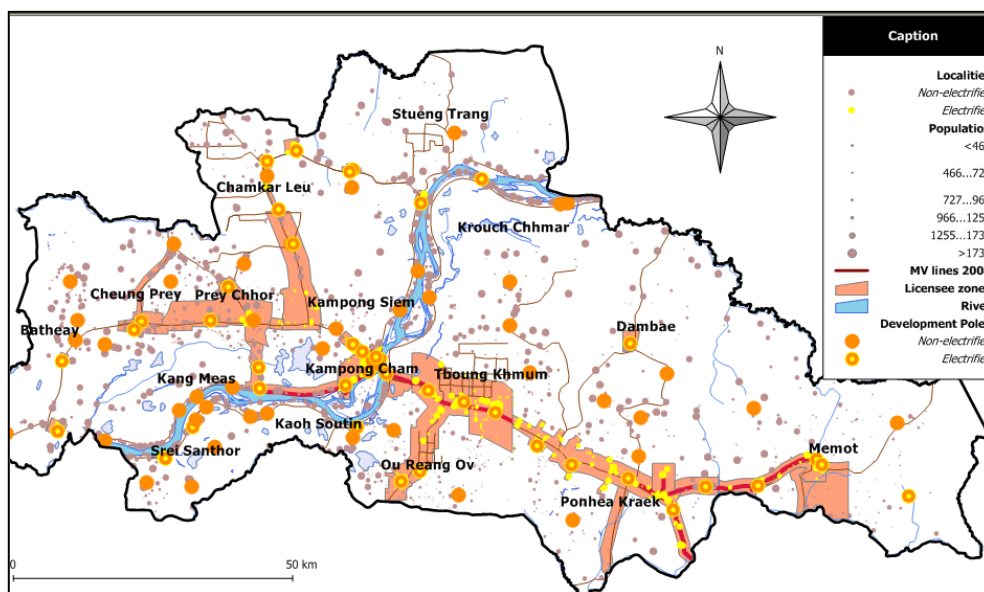 Caption
N
Localitie
Non-electrifie
Electrifie
Population
<46
466...72
727...96
966...125
1255...173
>173
MV lines 200
Licensee zone
Rive
Development Pole
Non-electrifie
Electrifie
Stueng Trang
Chamkar Leu
Krouch Chhmar
Cheung Prey
Prey Chhor
Kampong Siem
Batheay
Dambae
Kampong Cham
Tboung Khmum
Kang Meas
Kaoh Soutin
Srei Santhor
Ou Reang Ov
Memot
Ponhea Kraek
0
50 km